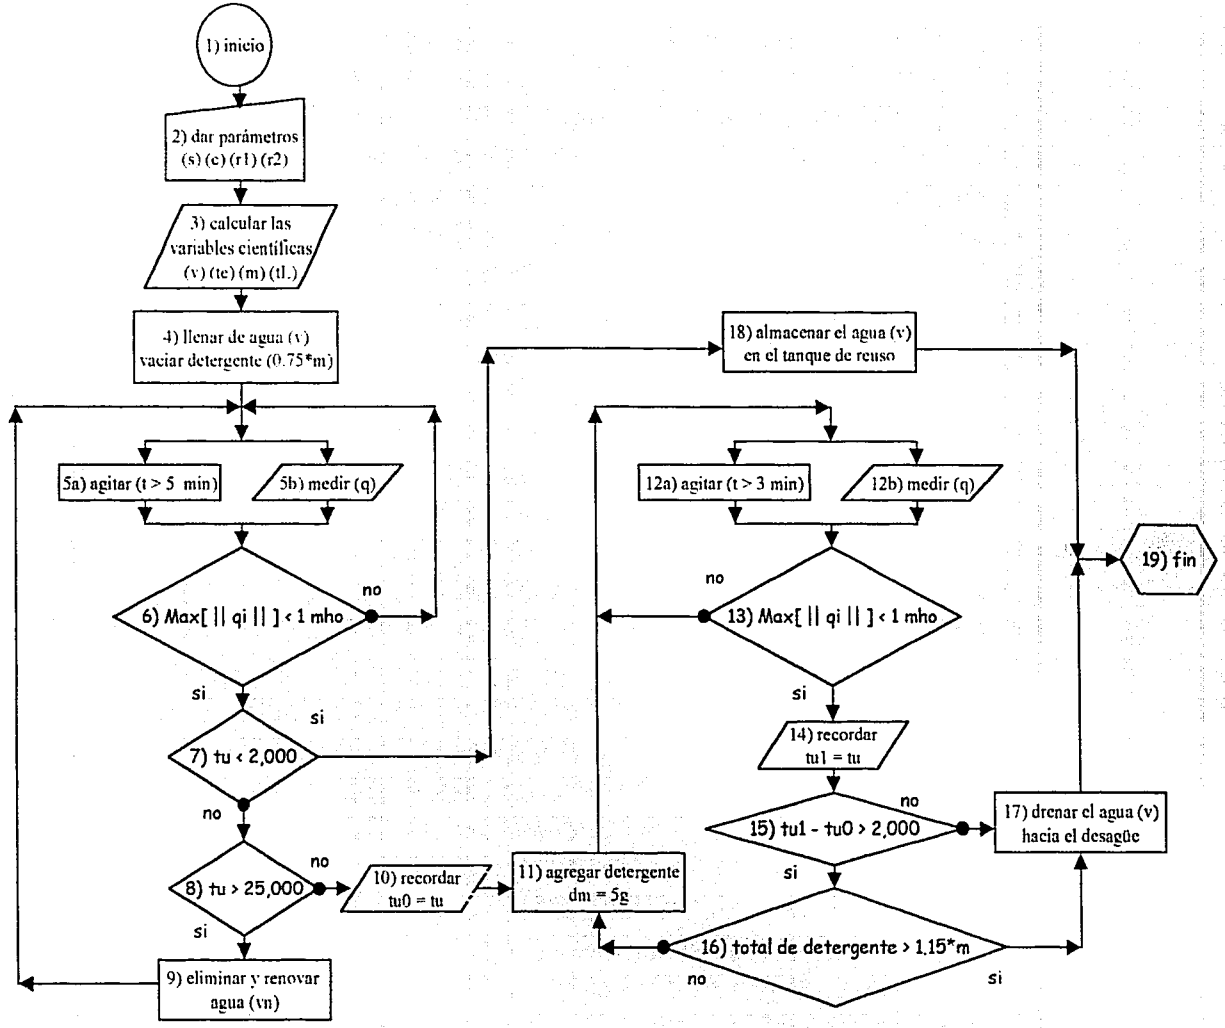 1) inicio
2) dar parámetros
(s) (c) (r1) (r2)
3) calcular las
variables científicas
(v) (te) (m) (tL)
4) llenar de agua (v)
vaciar detergente (0.75*m)
5a) agitar (t > 5 min)
5b) medir (q)
6) Max[ || qi || ] < 1 mho
no
si
7) tu < 2,000
si
no
8) tu > 25,000
no
si
9) eliminar y renovar
agua (vn)
10) recordar
tu0 = tu
11) agregar detergente
dm = 5g
12a) agitar (t > 3 min)
12b) medir (q)
no
13) Max[ || qi || ] < 1 mho
si
14) recordar
tu1 = tu
no
15) tu1 - tu0 > 2,000
si
16) total de detergente > 1.15*m
no
si
17) drenar el agua (v)
hacia el desagüe
18) almacenar el agua (v)
en el tanque de reuso
19) fin